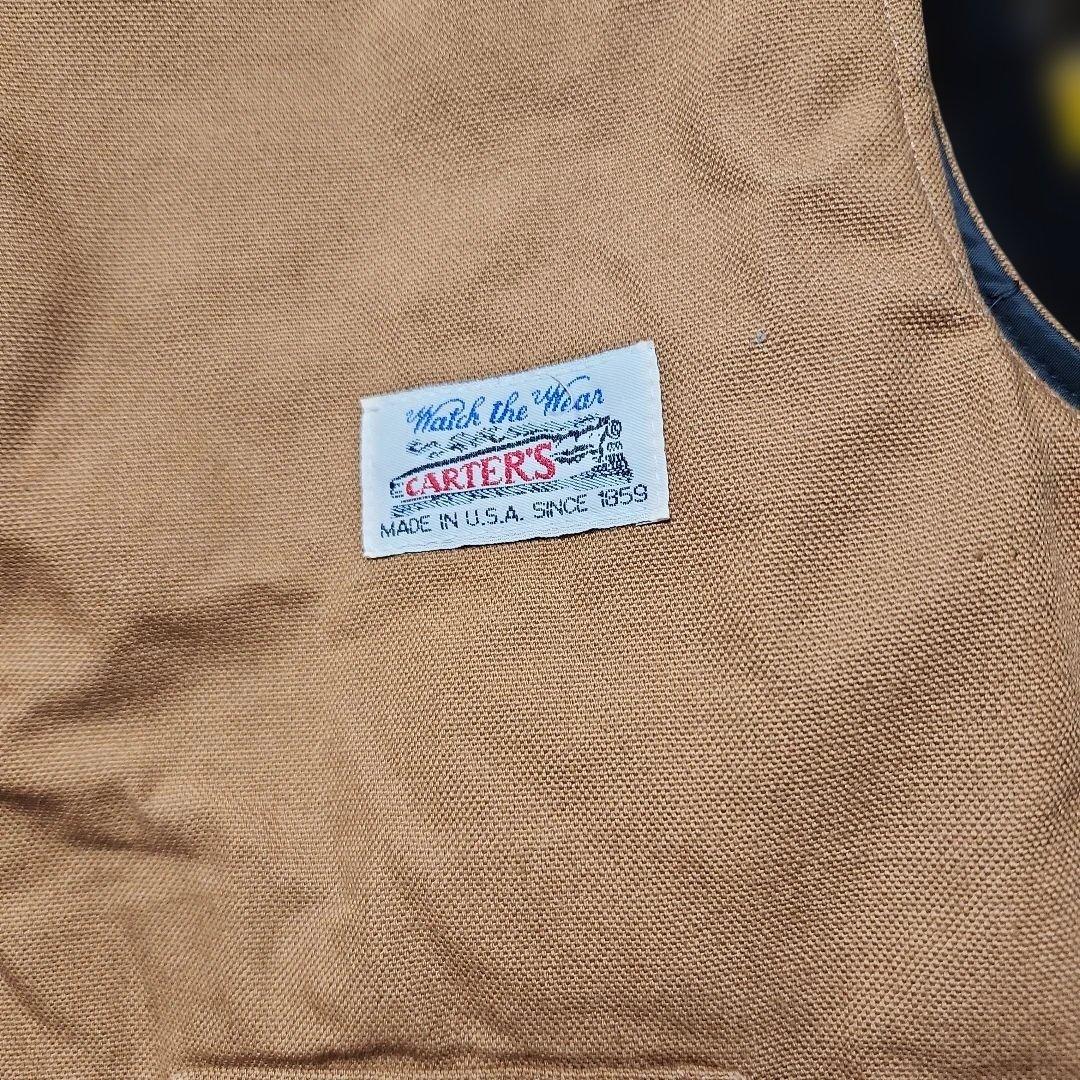 Watch the Wear
CARTER'S
MADE IN U.S.A. SINCE 1859